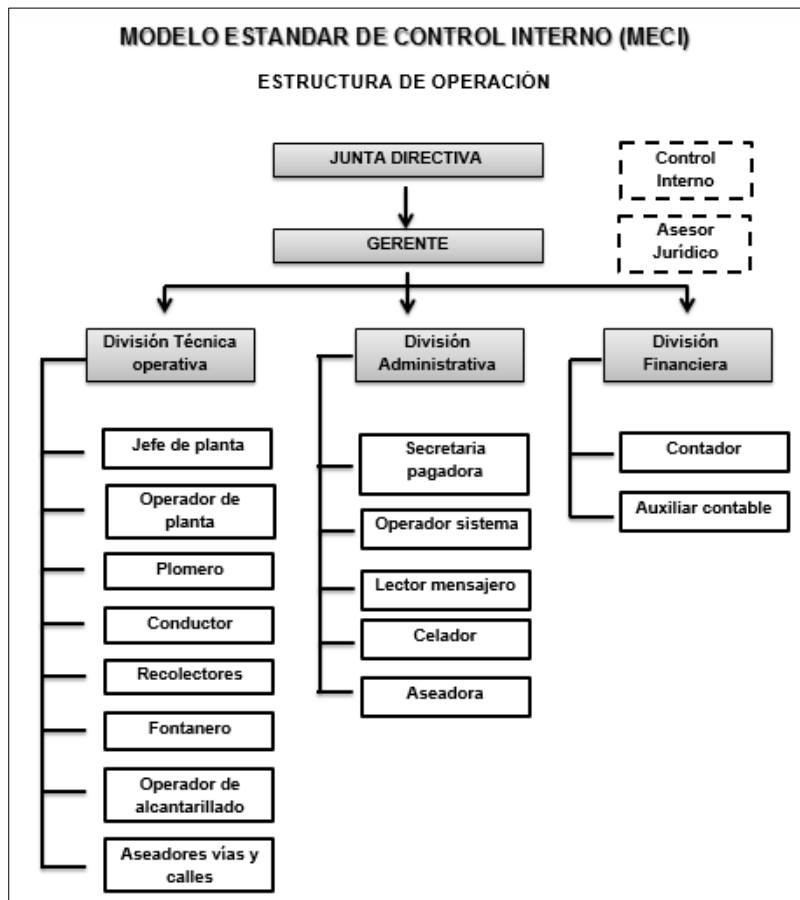 MODELO ESTANDAR DE CONTROL INTERNO (MECI)
ESTRUCTURA DE OPERACIÓN
JUNTA DIRECTIVA
Control
Interno
GERENTE
Asesor
Jurídico
División Técnica
operativa
División
Administrativa
División
Financiera
Jefe de planta
Operador de
planta
Plomero
Conductor
Recolectores
Fontanero
Operador de
alcantarillado
Aseadores vías y
calles
Secretaria
pagadora
Operador sistema
Lector mensajero
Celador
Aseadora
Contador
Auxiliar contable